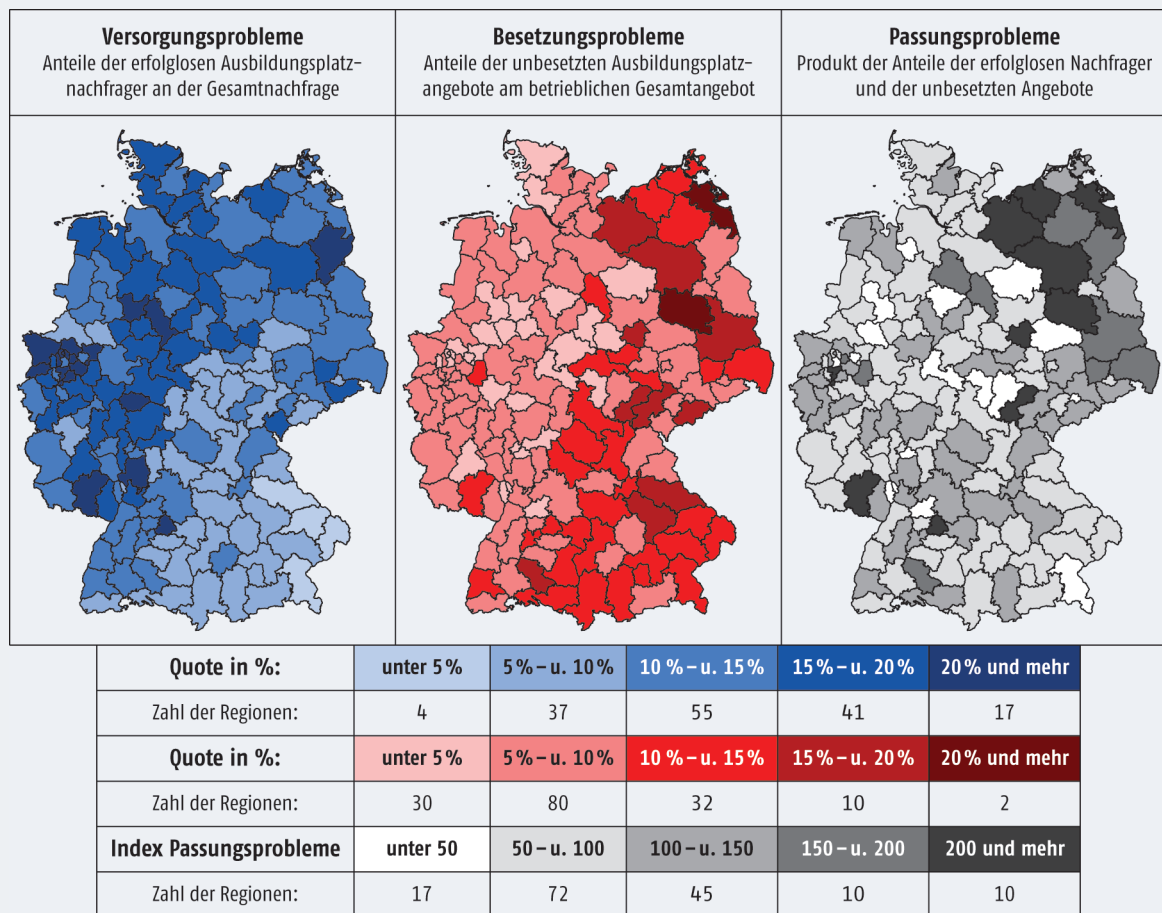 Versorgungsprobleme
Anteile der erfolglosen Ausbildungsplatz-
nachfrager an der Gesamtnachfrage
Besetzungsprobleme
Anteile der unbesetzten Ausbildungsplatz-
angebote am betrieblichen Gesamtangebot
Passungsprobleme
Produkt der Anteile der erfolglosen Nachfrager
und der unbesetzten Angebote
Quote in %: unter 5 % 5 % – u. 10 % 10 % – u. 15 % 15 % – u. 20 % 20 % und mehr
Zahl der Regionen: 4 37 55 41 17
Quote in %: unter 5 % 5 % – u. 10 % 10 % – u. 15 % 15 % – u. 20 % 20 % und mehr
Zahl der Regionen: 30 80 32 10 2
Index Passungsprobleme unter 50 50 – u. 100 100 – u. 150 150 – u. 200 200 und mehr
Zahl der Regionen: 17 72 45 10 10